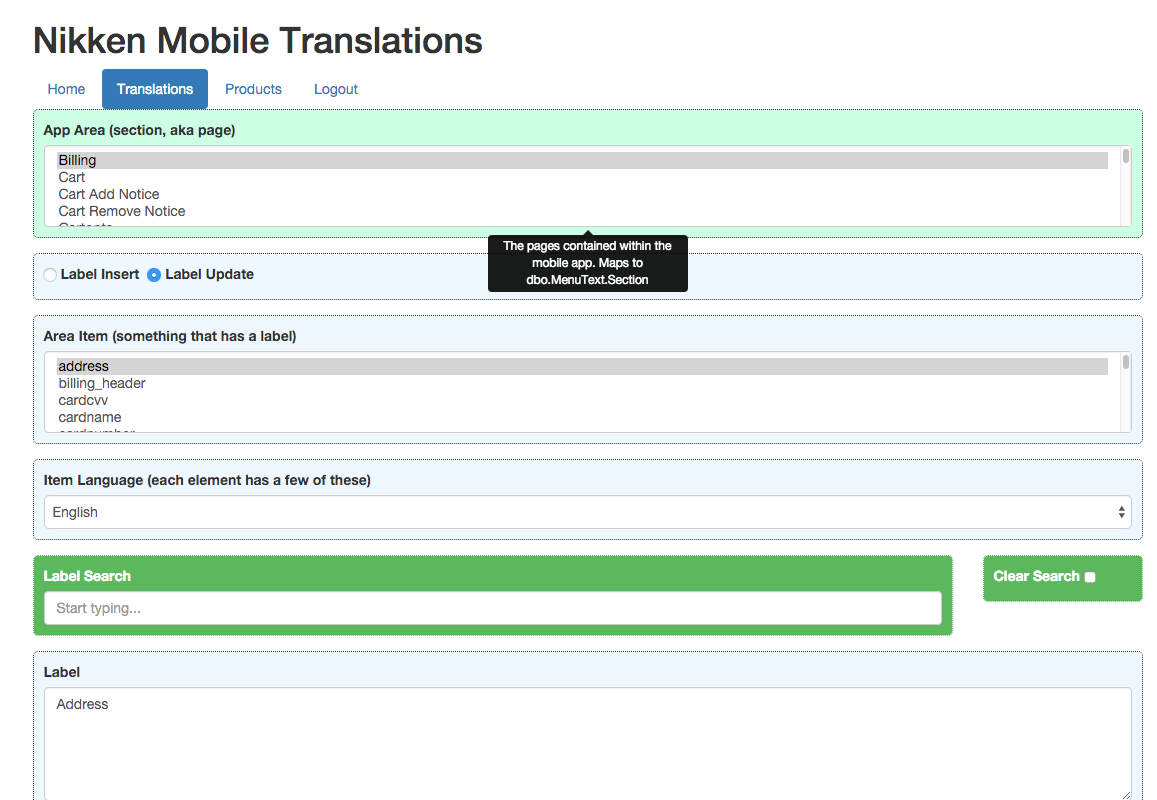 Nikken Mobile Translations
Home Translations Products Logout
App Area (section, aka page)
Billing
Cart
Cart Add Notice
Cart Remove Notice
The pages contained within the
mobile app. Maps to
dbo.MenuText.Section
Label Insert Label Update
Area Item (something that has a label)
address
billing_header
cardcvv
cardname
Item Language (each element has a few of these)
English
Label Search
Clear Search
Start typing...
Label
Address